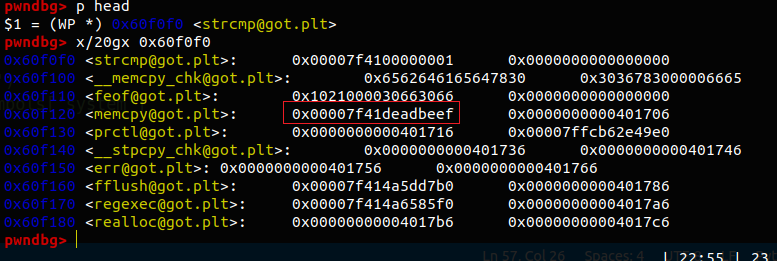 pwndbg> p head
$1 = (WP *) 0x60f0f0 <strcmp@got.plt>
pwndbg> x/20gx 0x60f0f0
0x60f0f0 <strcmp@got.plt>: 0x00007f4100000001 0x0000000000000000
0x60f100 <__memcpy_chk@got.plt>: 0x6562646165647830 0x3036783000006665
0x60f110 <feof@got.plt>: 0x1021000030663066 0x0000000000000000
0x60f120 <memcpy@got.plt>: 0x00007f41deadbeef 0x0000000000401706
0x60f130 <prctl@got.plt>: 0x0000000000401716 0x00007ffcb62e49e0
0x60f140 <__stpcpy_chk@got.plt>: 0x0000000000401736 0x0000000000401746
0x60f150 <err@got.plt>: 0x0000000000401756 0x0000000000401766
0x60f160 <fflush@got.plt>: 0x00007f414a5dd7b0 0x0000000000401786
0x60f170 <regexec@got.plt>: 0x00007f414a6585f0 0x00000000004017a6
0x60f180 <realloc@got.plt>: 0x00000000004017b6 0x00000000004017c6
pwndbg>
Ln 57, Col 26 Spaces: 4
| 22:55 | 23